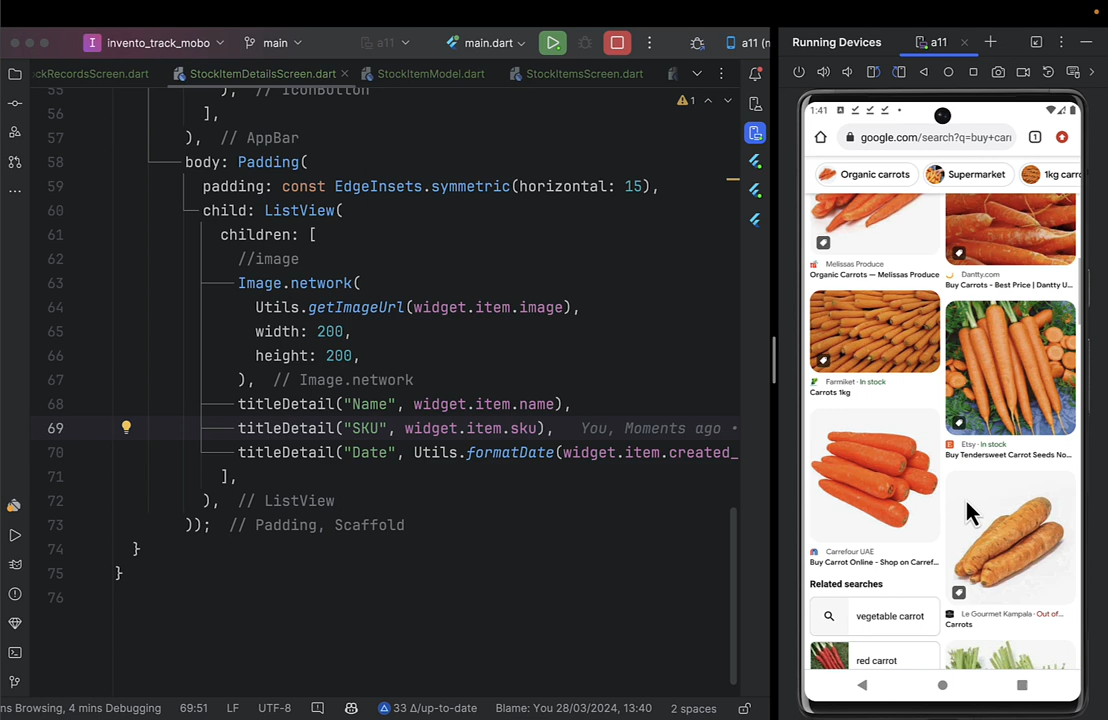 invento_track_mobo
main
a11
main.dart
a11 (n
Running Devices
a11
ckRecordsScreen.dart
StockItemDetailsScreen.dart
StockItemModel.dart
StockItemsScreen.dart
55 ), // IconButton
56 ],
57 ), // AppBar
58 body: Padding(
59 padding: const EdgeInsets.symmetric(horizontal: 15),
60 child: ListView(
61 children: [
62 //image
63 Image.network(
64 Utils.getImageUrl(widget.item.image),
65 width: 200,
66 height: 200,
67 ), // Image.network
68 titleDetail("Name", widget.item.name),
69 titleDetail("SKU", widget.item.sku), You, Moments ago •
70 titleDetail("Date", Utils.formatDate(widget.item.created_
71 ],
72 ), // ListView
73 )); // Padding, Scaffold
74 }
75 }
76
1
1:41
google.com/search?q=buy+can
1
Organic carrots
Supermarket
1kg carro
Melissas Produce
Organic Carrots — Melissas Produce
Dantty.com
Buy Carrots - Best Price | Dantty U...
Farmiket · In stock
Carrots 1kg
Etsy · In stock
Buy Tendersweet Carrot Seeds No...
Carrefour UAE
Buy Carrot Online - Shop on Carref...
Le Gourmet Kampala · Out of...
Carrots
Related searches
vegetable carrot
red carrot
ns Browsing, 4 mins Debugging
69:51
LF
UTF-8
33 Δ/up-to-date
Blame: You 28/03/2024, 13:40
2 spaces